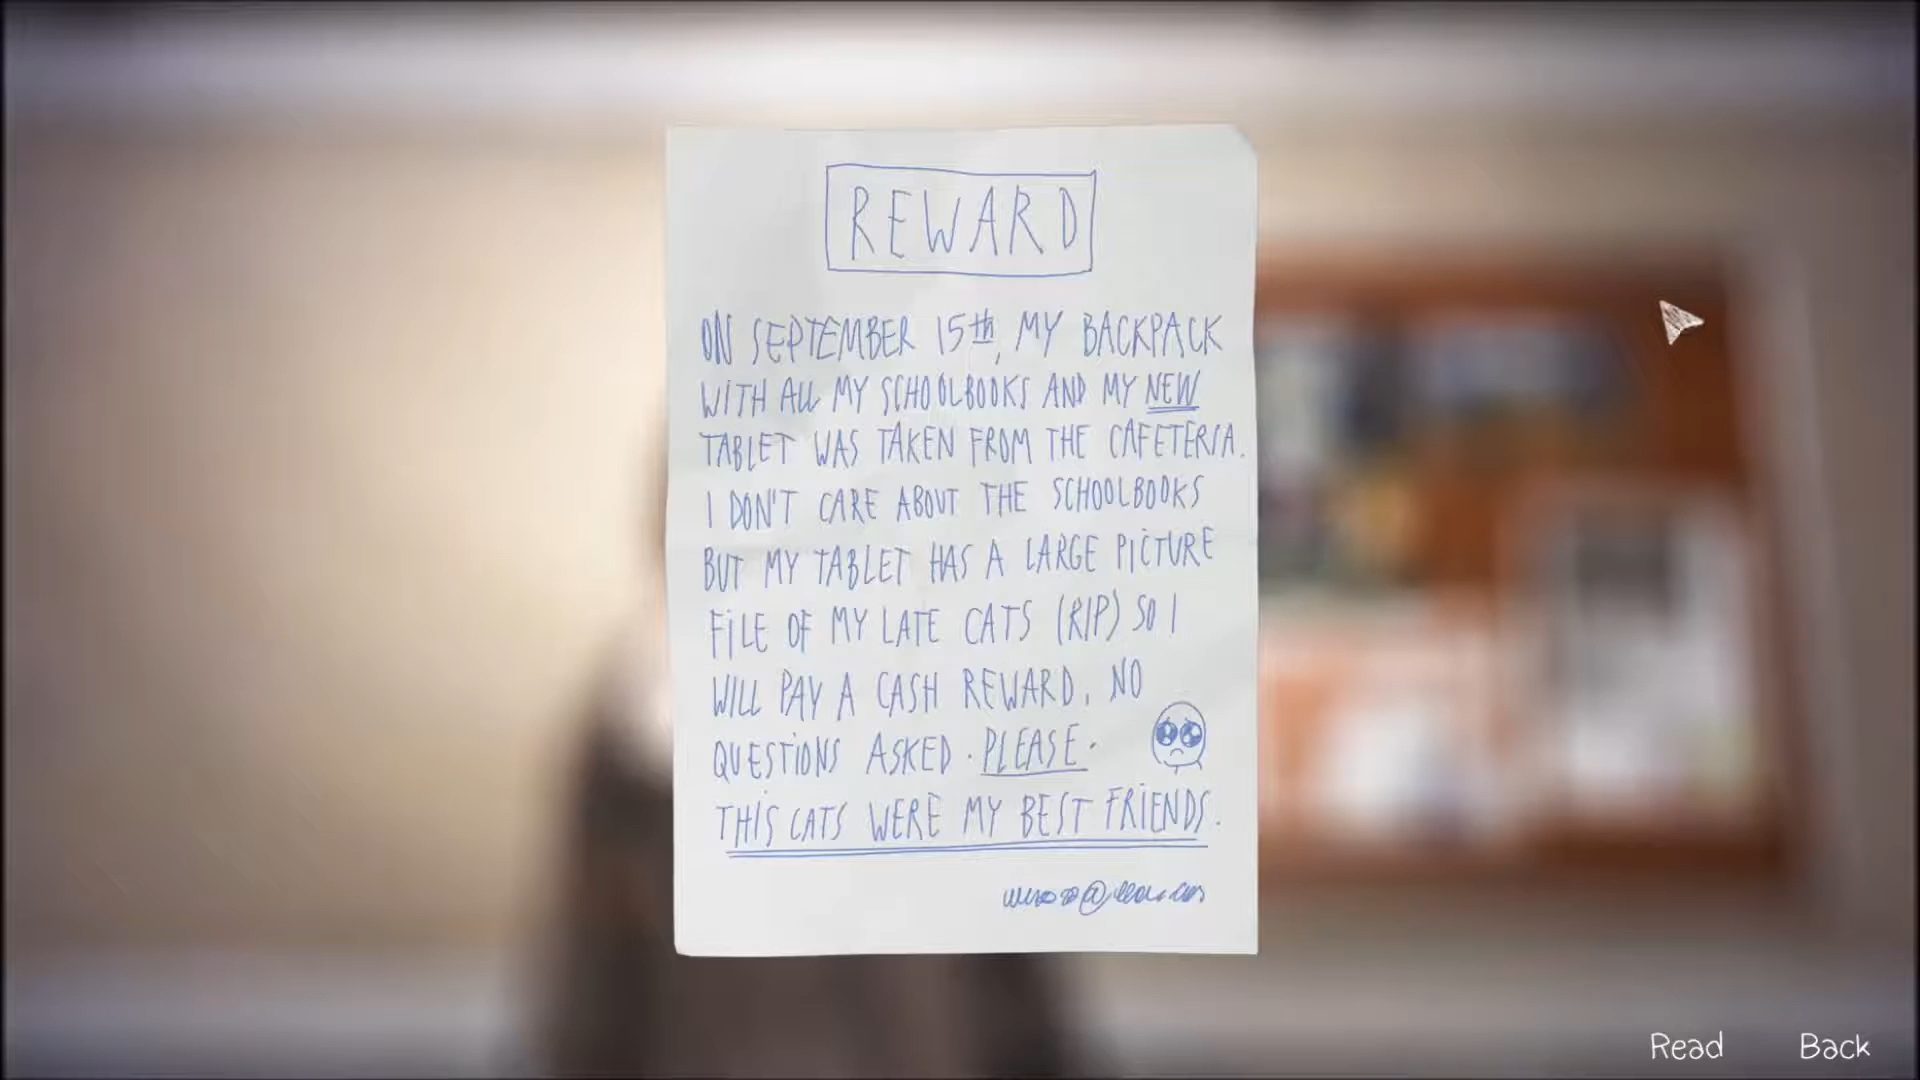 REWARD
ON SEPTEMBER 15th, MY BACKPACK
WITH ALL MY SCHOOLBOOKS AND MY NEW
TABLET WAS TAKEN FROM THE CAFETERIA.
I DON'T CARE ABOUT THE SCHOOLBOOKS
BUT MY TABLET HAS A LARGE PICTURE
FILE OF MY LATE CATS (RIP) SO I
WILL PAY A CASH REWARD, NO
QUESTIONS ASKED. PLEASE.
THIS CATS WERE MY BEST FRIENDS.
Read Back